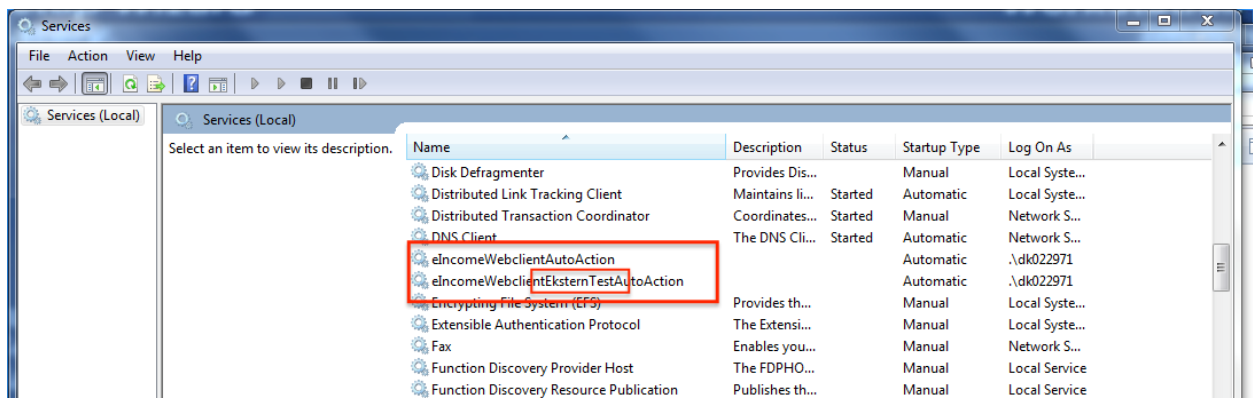 Services
File Action View Help
Services (Local)
Services (Local)
Select an item to view its description.
Name Description Status Startup Type Log On As
Disk Defragmenter Provides Dis... Manual Local Syste...
Distributed Link Tracking Client Maintains li... Started Automatic Local Syste...
Distributed Transaction Coordinator Coordinates... Started Manual Network S...
DNS Client The DNS Cli... Started Automatic Network S...
eIncomeWebclientAutoAction Automatic .\dk022971
eIncomeWebclientEksternTestAutoAction Automatic .\dk022971
Encrypting File System (EFS) Provides th... Manual Local Syste...
Extensible Authentication Protocol The Extensi... Manual Local Syste...
Fax Enables you... Manual Network S...
Function Discovery Provider Host The FDPHO... Manual Local Service
Function Discovery Resource Publication Publishes th... Manual Local Service